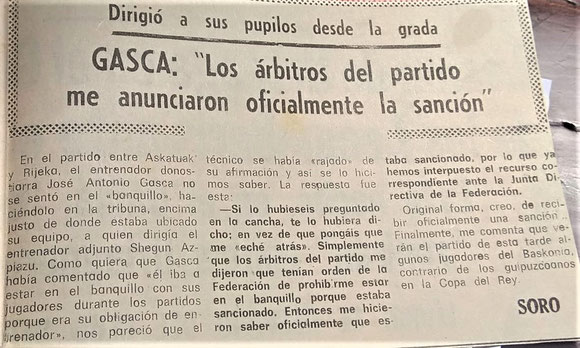 Dirigió a sus pupilos desde la grada
GASCA: "Los árbitros del partido
me anunciaron oficialmente la sanción"
En el partido entre Askatuak
y Rijeka, el entrenador donos-
tiarra José Antonio Gasca no
se sentó en el «banquillo», ha-
ciéndolo en la tribuna, encima
justo de donde estaba ubicado
su equipo, a quien dirigía el
entrenador adjunto Shegun Az-
piazu. Como quiera que Gasca
había comentado que «él iba a
estar en el banquillo con sus
jugadores durante los partidos
porque era su obligación de en-
trenador», nos pareció que el
técnico se había «rajado» de
su afirmación y así se lo hici-
mos saber. La respuesta fue
ésta:
—Si lo hubieseis preguntado
en la cancha, te lo hubiera di-
cho; en vez de que pongáis que
me «eché atrás». Simplemente
que los árbitros del partido me
dijeron que tenían orden de la
Federación de prohibirme estar
en el banquillo porque estaba
sancionado. Entonces me hicie-
ron saber oficialmente que es-
taba sancionado, por lo que ya
hemos interpuesto el recurso co-
rrespondiente ante la Junta Di-
rectiva de la Federación.
Original forma, creo, de reci-
bir oficialmente una sanción
Finalmente, me comenta que ve-
rán el partido de esta tarde al-
gunos jugadores del Baskonia,
contrario de los guipuzcoanos
en la Copa del Rey.
SORO